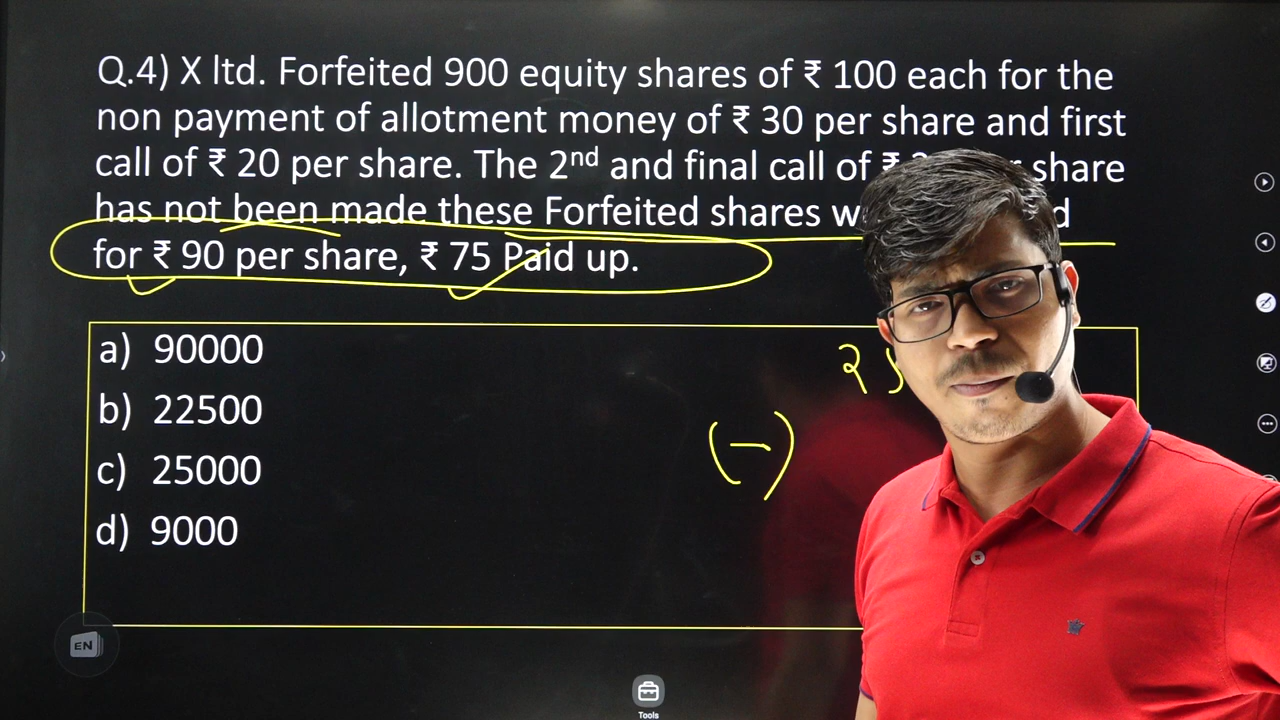 Q.4) X ltd. Forfeited 900 equity shares of ₹ 100 each for the
non payment of allotment money of ₹ 30 per share and first
call of ₹ 20 per share. The 2nd and final call of ₹ share
has not been made these Forfeited shares
for ₹ 90 per share, ₹ 75 Paid up.
a) 90000
b) 22500
c) 25000
d) 9000
(-)
EN
Tools